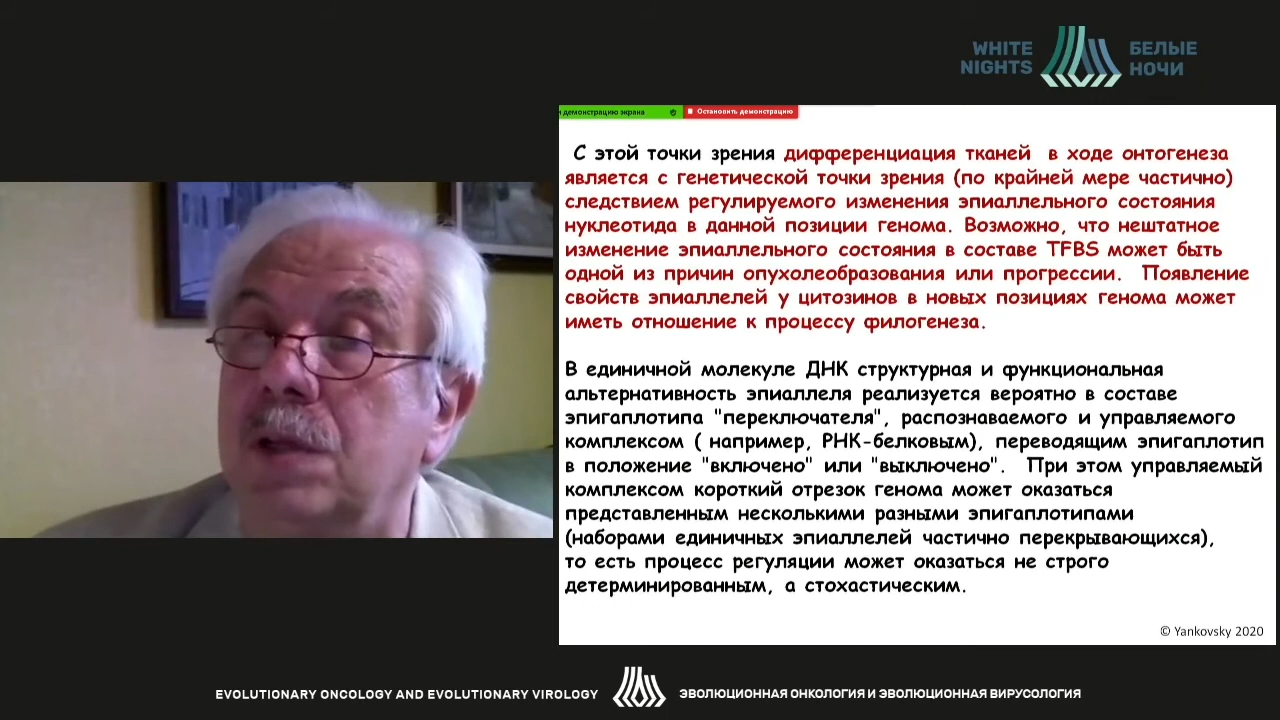 WHITE
NIGHTS
БЕЛЫЕ
НОЧИ
демонстрацию экрана
Остановить демонстрацию
С этой точки зрения дифференциация тканей в ходе онтогенеза
является с генетической точки зрения (по крайней мере частично)
следствием регулируемого изменения эпиаллельного состояния
нуклеотида в данной позиции генома. Возможно, что нештатное
изменение эпиаллельного состояния в составе TFBS может быть
одной из причин опухолеобразования или прогрессии. Появление
свойств эпиаллелей у цитозинов в новых позициях генома может
иметь отношение к процессу филогенеза.
В единичной молекуле ДНК структурная и функциональная
альтернативность эпиаллеля реализуется вероятно в составе
эпигаплотипа "переключателя", распознаваемого и управляемого
комплексом ( например, РНК-белковым), переводящим эпигаплотип
в положение "включено" или "выключено". При этом управляемый
комплексом короткий отрезок генома может оказаться
представленным несколькими разными эпигаплотипами
(наборами единичных эпиаллелей частично перекрывающихся),
то есть процесс регуляции может оказаться не строго
детерминированным, а стохастическим.
© Yankovsky 2020
EVOLUTIONARY ONCOLOGY AND EVOLUTIONARY VIROLOGY
ЭВОЛЮЦИОННАЯ ОНКОЛОГИЯ И ЭВОЛЮЦИОННАЯ ВИРУСОЛОГИЯ